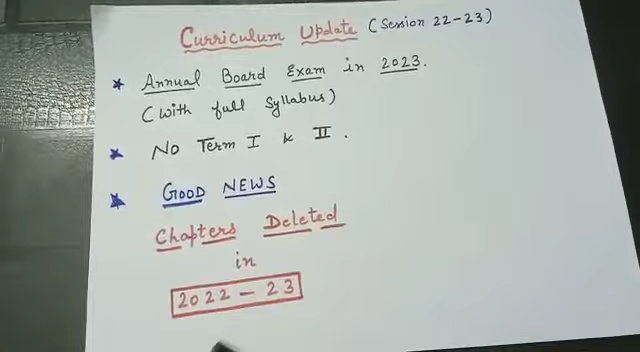 Curriculum Update (Session 22-23)
* Annual Board Exam in 2023.
(with full syllabus)
* No Term I & II.
* GOOD NEWS
Chapters Deleted
in
2022-23